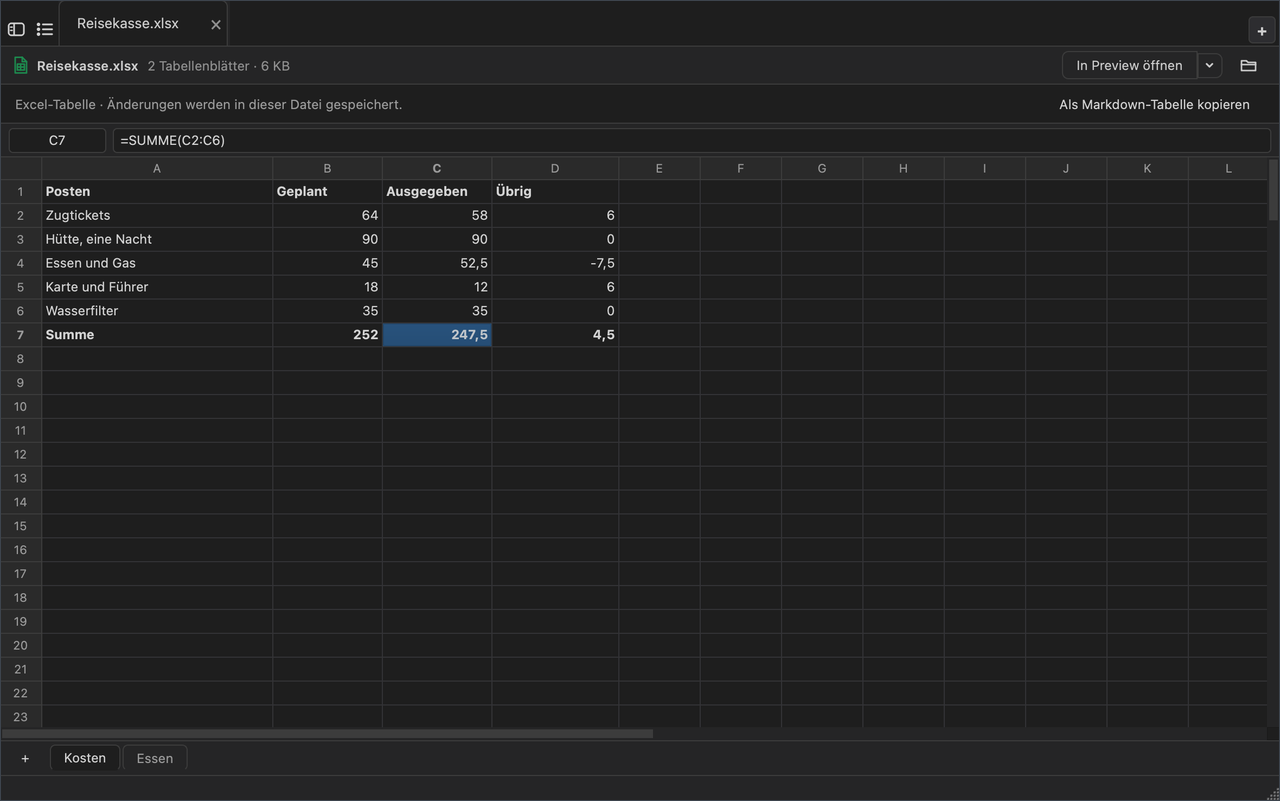 Reisekasse.xlsx
Reisekasse.xlsx 2 Tabellenblätter · 6 KB In Preview öffnen
Excel-Tabelle · Änderungen werden in dieser Datei gespeichert. Als Markdown-Tabelle kopieren
C7 =SUMME(C2:C6)
A B C D E F G H I J K L
1 Posten Geplant Ausgegeben Übrig
2 Zugtickets 64 58 6
3 Hütte, eine Nacht 90 90 0
4 Essen und Gas 45 52,5 -7,5
5 Karte und Führer 18 12 6
6 Wasserfilter 35 35 0
7 Summe 252 247,5 4,5
8
9
10
11
12
13
14
15
16
17
18
19
20
21
22
23
+ Kosten Essen